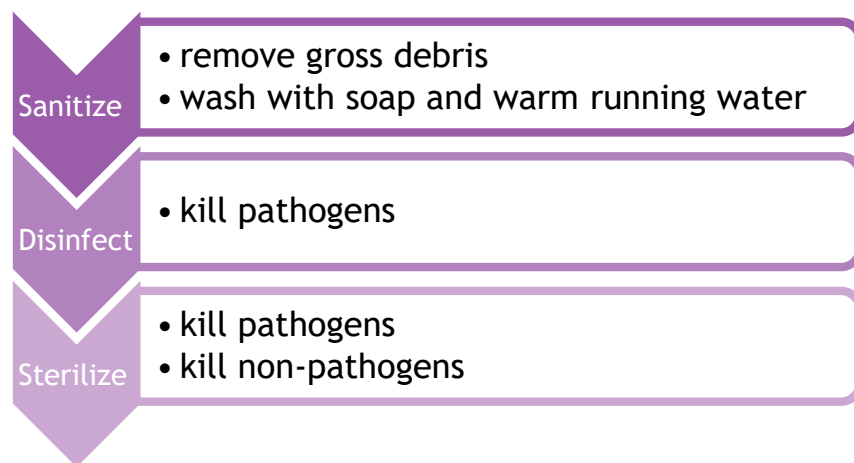 Sanitize
• remove gross debris
• wash with soap and warm running water
Disinfect
• kill pathogens
Sterilize
• kill pathogens
• kill non-pathogens